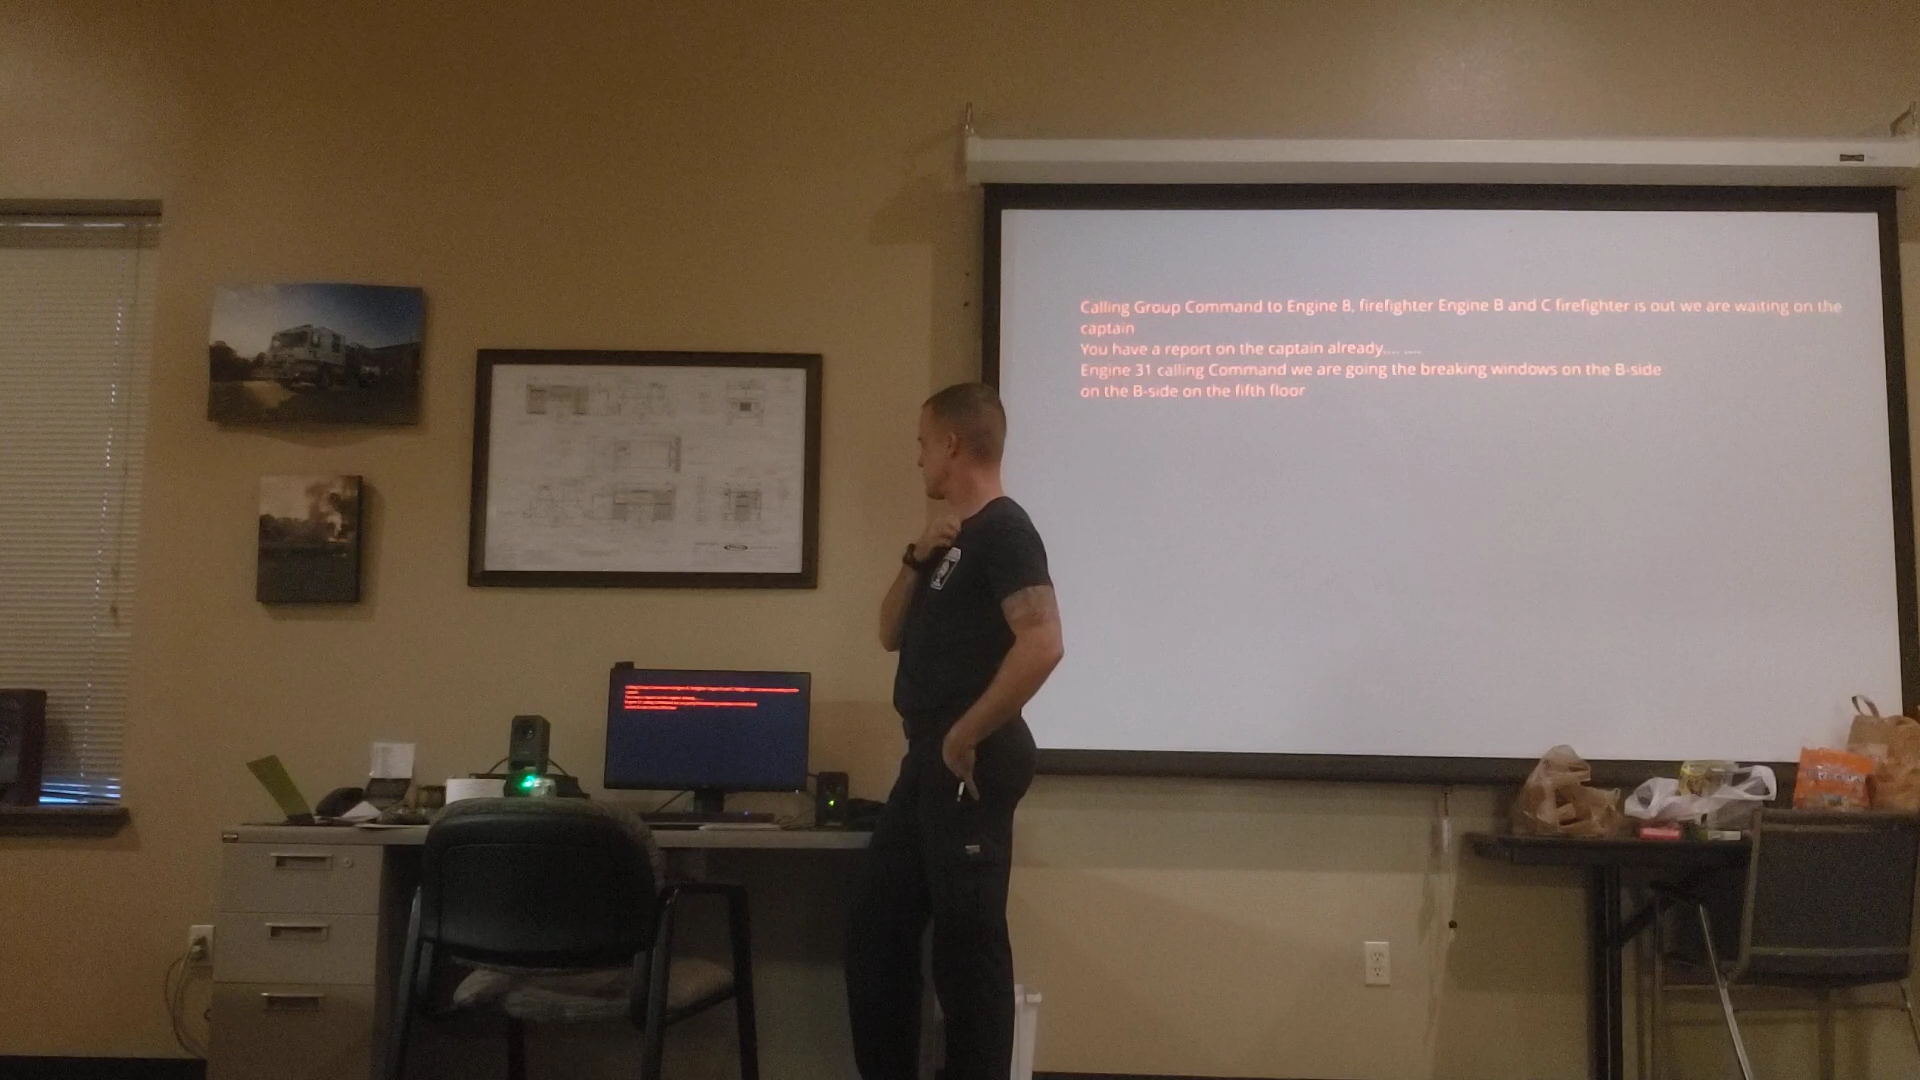 Calling Group Command to Engine 8, firefighter Engine B and C firefighter is out we are waiting on the
captain
You have a report on the captain already.... ....
Engine 31 calling Command we are going the breaking windows on the B-side
on the B-side on the fifth floor